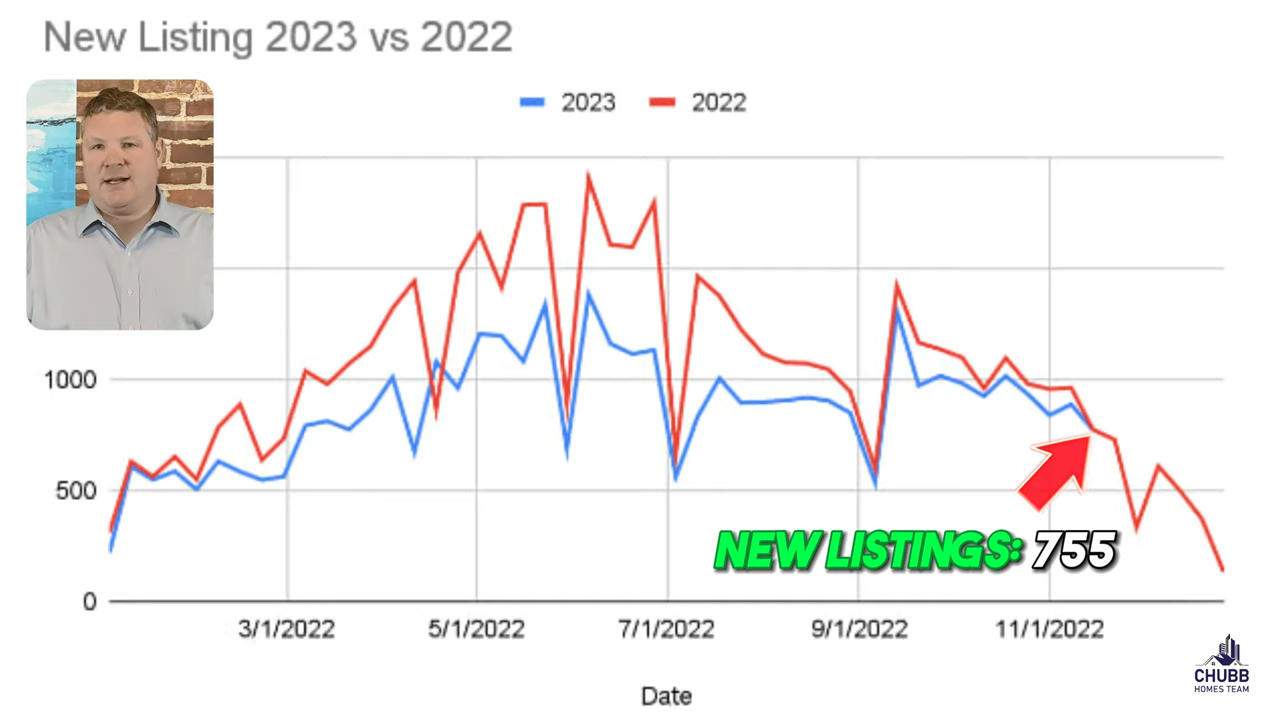 New Listing 2023 vs 2022
2023
2022
1000
500
0
NEW LISTINGS: 755
3/1/2022
5/1/2022
7/1/2022
9/1/2022
11/1/2022
Date
CHUBB
HOMES TEAM